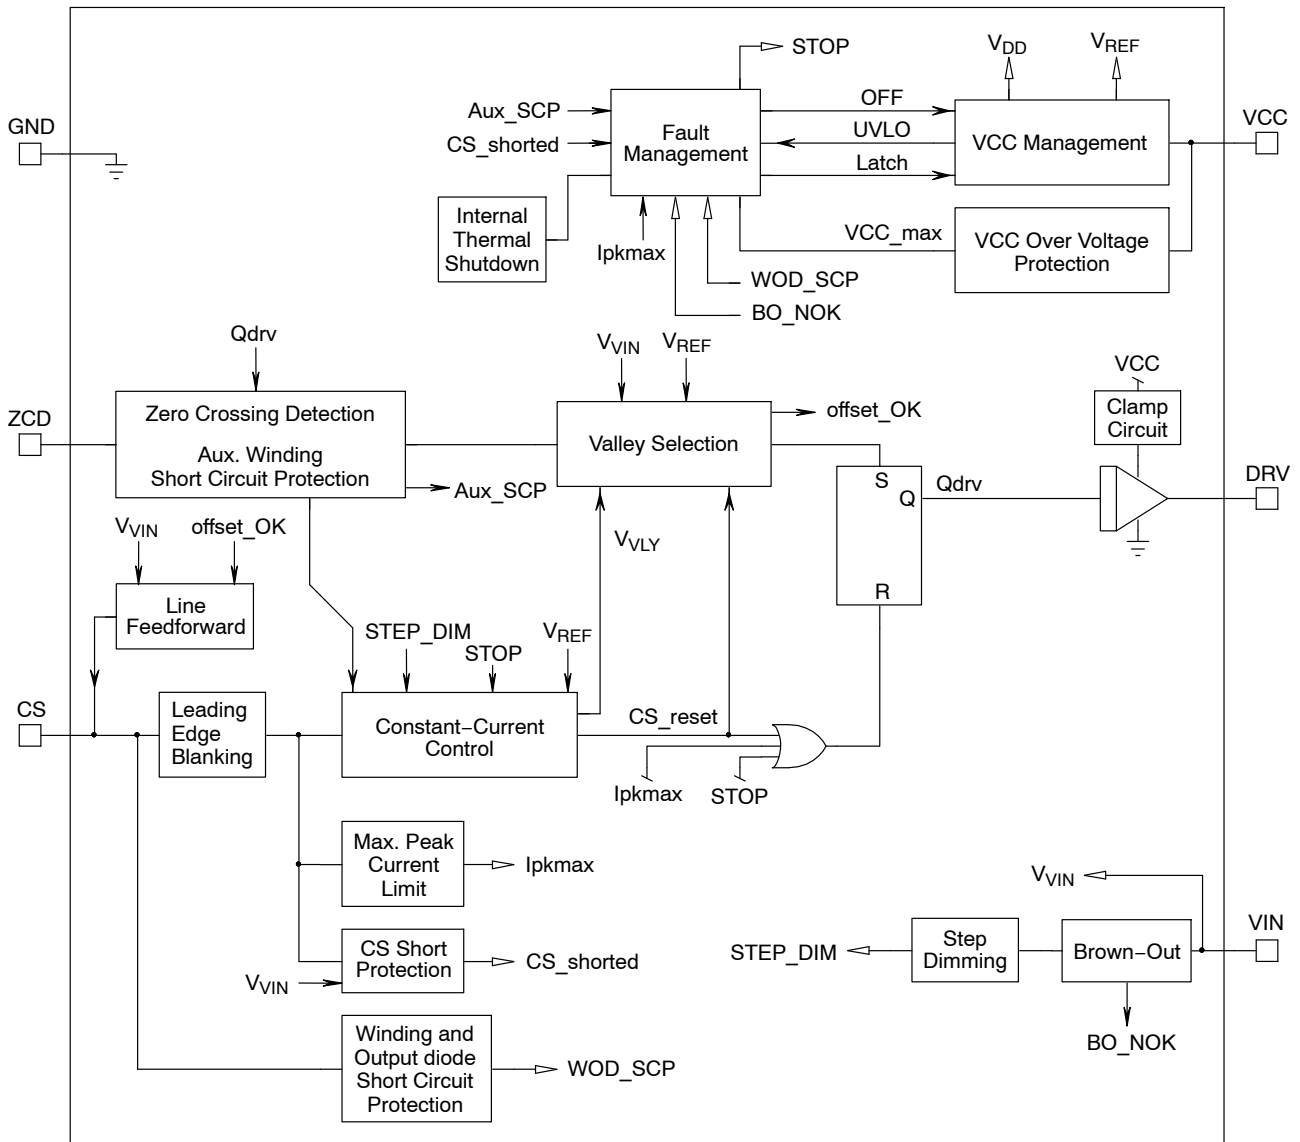 STOP
VDD
VREF
Aux_SCP
CS_shorted
Fault
Management
OFF
UVLO
Latch
VCC Management
VCC
GND
Internal
Thermal
Shutdown
Ipkmax
VCC_max
VCC Over Voltage
Protection
WOD_SCP
BO_NOK
Qdrv
VVIN
VREF
VCC
ZCD
Zero Crossing Detection
Aux. Winding
Short Circuit Protection
Valley Selection
offset_OK
Clamp
Circuit
Aux_SCP
S
Q
Qdrv
DRV
VVIN
offset_OK
VVLY
R
Line
Feedforward
STEP_DIM
STOP
VREF
CS
Leading
Edge
Blanking
Constant−Current
Control
CS_reset
Ipkmax
STOP
Max. Peak
Current
Limit
Ipkmax
VVIN
CS Short
Protection
CS_shorted
VVIN
STEP_DIM
Step
Dimming
Brown−Out
VIN
BO_NOK
Winding and
Output diode
Short Circuit
Protection
WOD_SCP